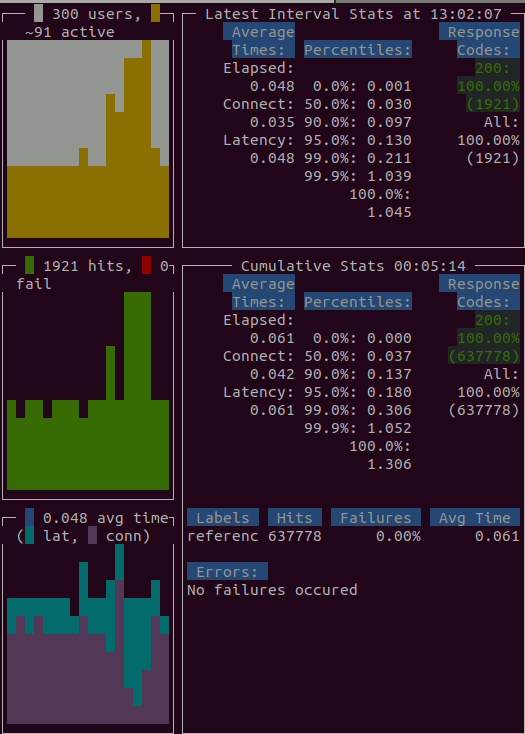 300 users,
~91 active
1921 hits, 0
fail
0.048 avg time
( lat, conn)
Latest Interval Stats at 13:02:07
Average Response
Times: Percentiles: Codes:
Elapsed: 200:
0.048 0.0%: 0.001 100.00%
Connect: 50.0%: 0.030 (1921)
0.035 90.0%: 0.097 All:
Latency: 95.0%: 0.130 100.00%
0.048 99.0%: 0.211 (1921)
99.9%: 1.039
100.0%:
1.045
Cumulative Stats 00:05:14
Average Response
Times: Percentiles: Codes:
Elapsed: 200:
0.061 0.0%: 0.000 100.00%
Connect: 50.0%: 0.037 (637778)
0.042 90.0%: 0.137 All:
Latency: 95.0%: 0.180 100.00%
0.061 99.0%: 0.306 (637778)
99.9%: 1.052
100.0%:
1.306
Labels Hits Failures Avg Time
referenc 637778 0.00% 0.061
Errors:
No failures occured